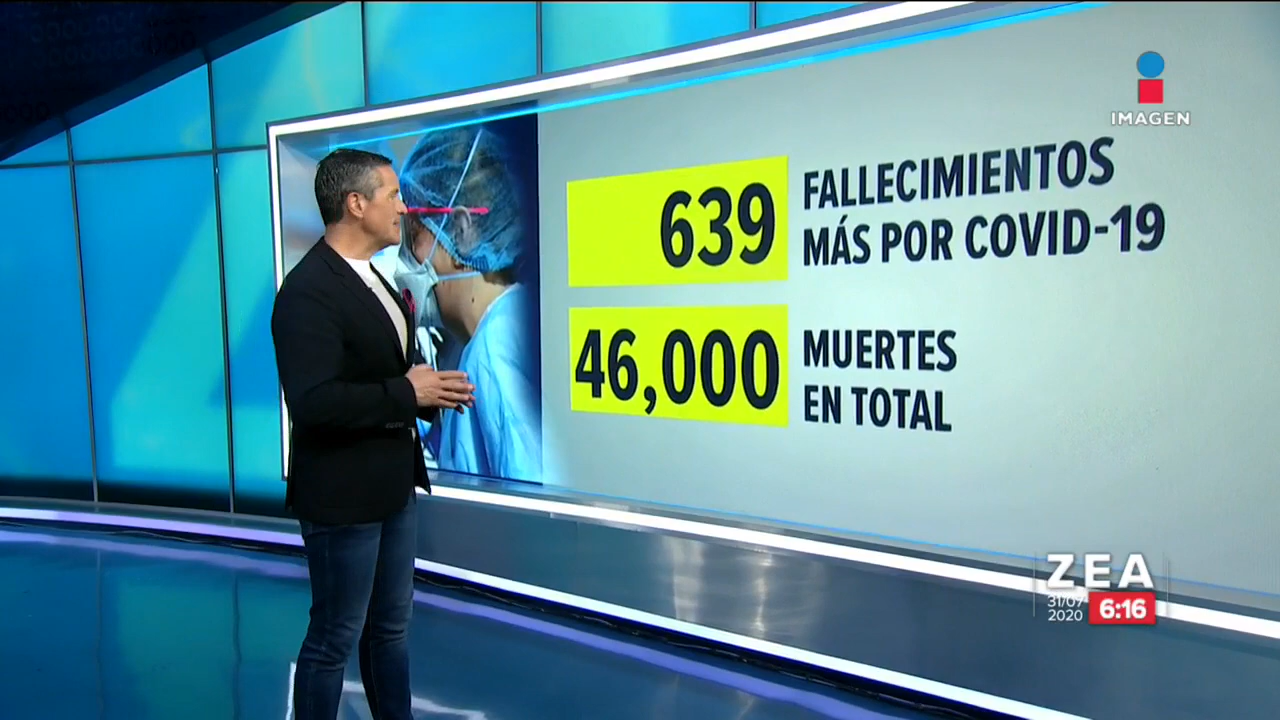 IMAGEN
639
FALLECIMIENTOS
MÁS POR COVID-19
46,000
MUERTES
EN TOTAL
ZEA
31/07
2020
6:16